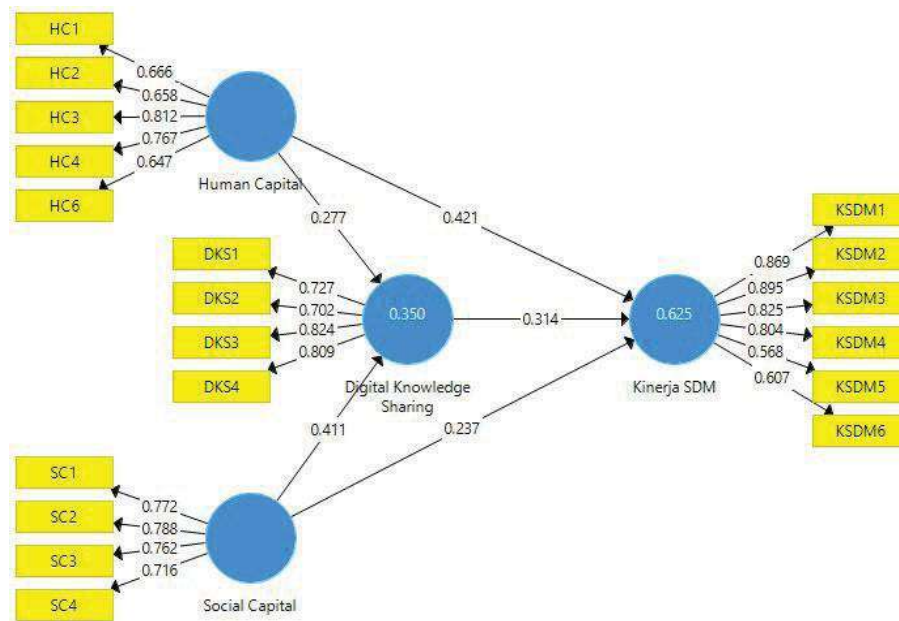 HC1
HC2
HC3
HC4
HC6
0.666
0.658
0.812
0.767
0.647
Human Capital
0.277
0.421
DKS1
DKS2
DKS3
DKS4
0.727
0.702
0.824
0.809
0.350
Digital Knowledge
Sharing
0.314
0.625
Kinerja SDM
KSDM1
KSDM2
KSDM3
KSDM4
KSDM5
KSDM6
0.869
0.895
0.825
0.804
0.568
0.607
0.411
0.237
SC1
SC2
SC3
SC4
0.772
0.788
0.762
0.716
Social Capital